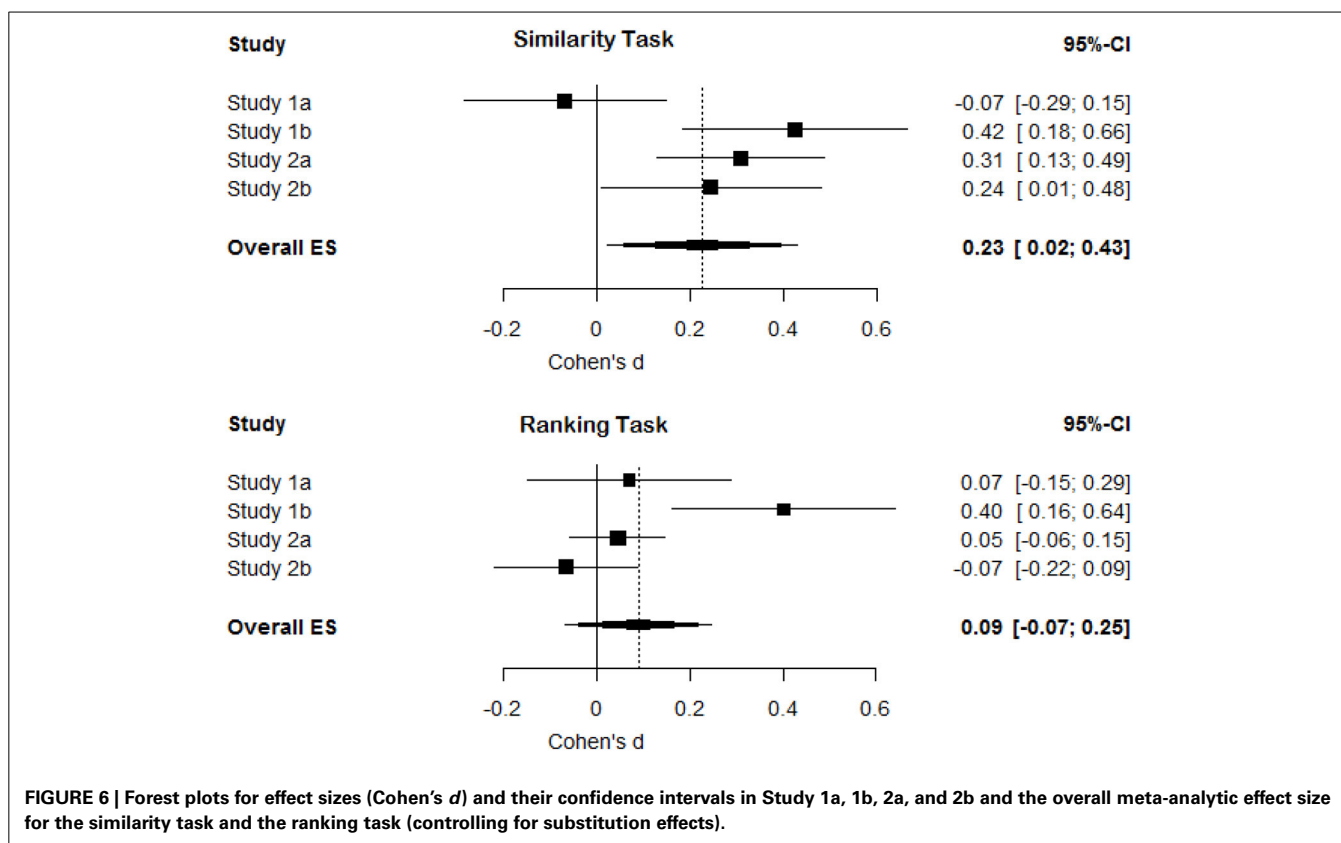 Study Similarity Task 95%-CI
Study 1a -0.07 [-0.29; 0.15]
Study 1b 0.42 [ 0.18; 0.66]
Study 2a 0.31 [ 0.13; 0.49]
Study 2b 0.24 [ 0.01; 0.48]
Overall ES 0.23 [ 0.02; 0.43]
-0.2 0 0.2 0.4 0.6
Cohen's d
Study Ranking Task 95%-CI
Study 1a 0.07 [-0.15; 0.29]
Study 1b 0.40 [ 0.16; 0.64]
Study 2a 0.05 [-0.06; 0.15]
Study 2b -0.07 [-0.22; 0.09]
Overall ES 0.09 [-0.07; 0.25]
-0.2 0 0.2 0.4 0.6
Cohen's d
FIGURE 6 | Forest plots for effect sizes (Cohen's d) and their confidence intervals in Study 1a, 1b, 2a, and 2b and the overall meta-analytic effect size
for the similarity task and the ranking task (controlling for substitution effects).